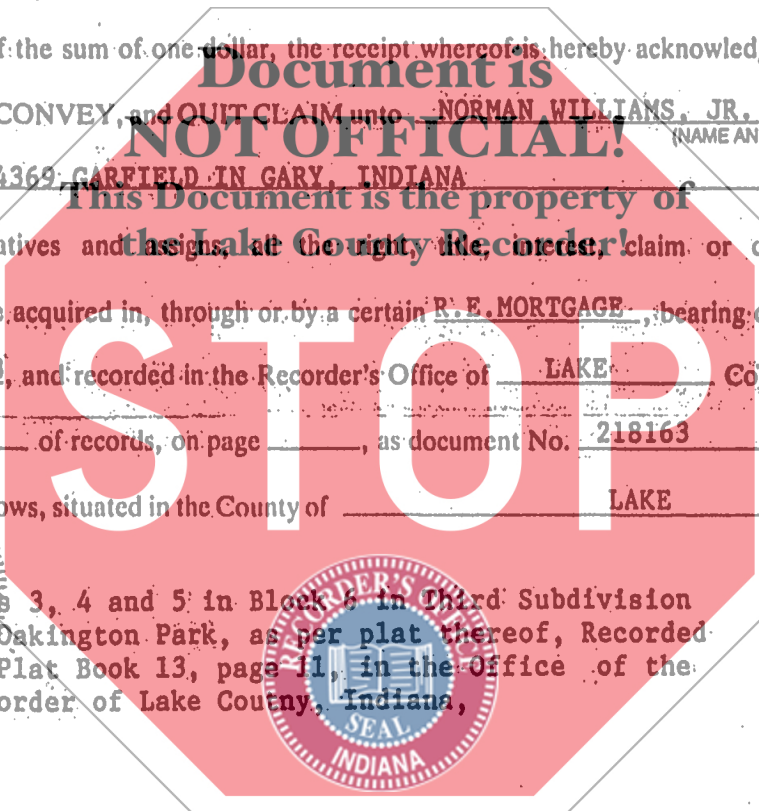 f the sum of one dollar, the receipt whereof is hereby acknowled
Document is
CONVEY, and QUIT CLAIM unto NORMAN WILLIAMS, JR.
NOT OFFICIAL!
(NAME AN
4369 GARFIELD IN GARY, INDIANA
This Document is the property of
the Lake County Recorder!
atives and assigns, all the right, title, interest, claim or
acquired in, through or by a certain R.E.MORTGAGE, bearing
, and recorded in the Recorder's Office of LAKE Co
STOP
of records, on page , as document No. 218163
ows, situated in the County of LAKE
s 3, 4 and 5 in Block 6 in Third Subdivision
Oakington Park, as per plat thereof, Recorded
Plat Book 13, page 11, in the Office of the
order of Lake Coutny, Indiana,
RECORDER'S OFFICE
SEAL
INDIANA